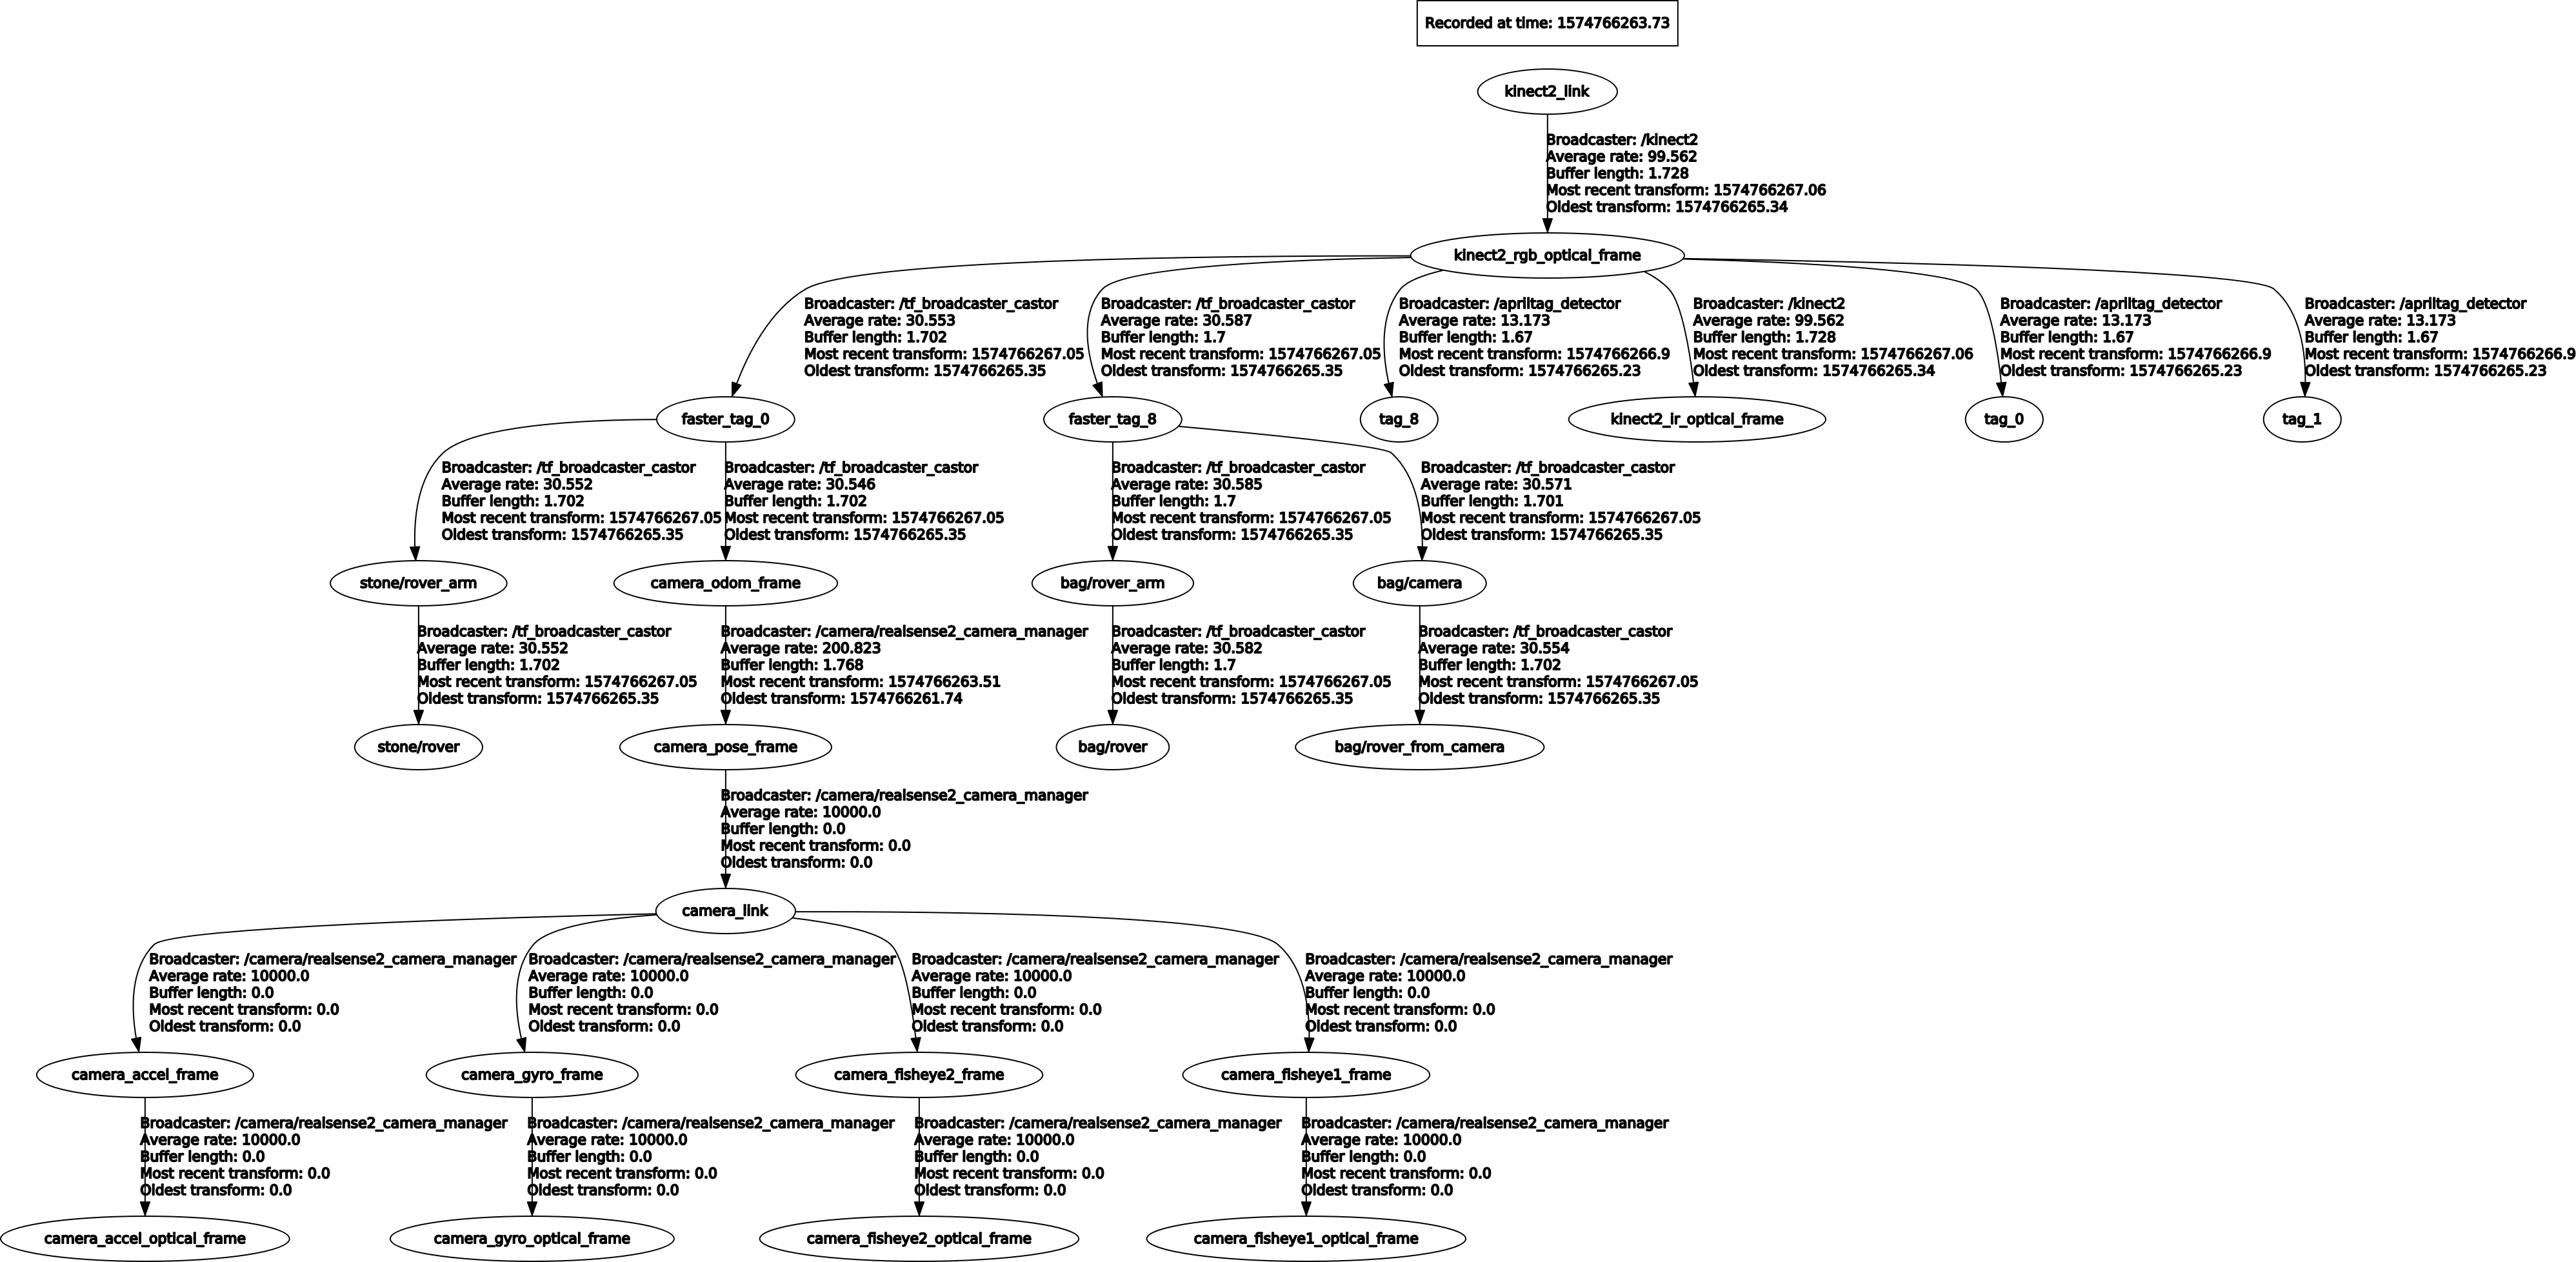 Recorded at time: 1574766263.73
kinect2_link
Broadcaster: /kinect2
Average rate: 99.562
Buffer length: 1.728
Most recent transform: 1574766267.06
Oldest transform: 1574766265.34
kinect2_rgb_optical_frame
Broadcaster: /tf_broadcaster_castor
Average rate: 30.553
Buffer length: 1.702
Most recent transform: 1574766267.05
Oldest transform: 1574766265.35
Broadcaster: /tf_broadcaster_castor
Average rate: 30.587
Buffer length: 1.7
Most recent transform: 1574766267.05
Oldest transform: 1574766265.35
Broadcaster: /apriltag_detector
Average rate: 13.173
Buffer length: 1.67
Most recent transform: 1574766266.9
Oldest transform: 1574766265.23
Broadcaster: /kinect2
Average rate: 99.562
Buffer length: 1.728
Most recent transform: 1574766267.06
Oldest transform: 1574766265.34
Broadcaster: /apriltag_detector
Average rate: 13.173
Buffer length: 1.67
Most recent transform: 1574766266.9
Oldest transform: 1574766265.23
Broadcaster: /apriltag_detector
Average rate: 13.173
Buffer length: 1.67
Most recent transform: 1574766266.9
Oldest transform: 1574766265.23
faster_tag_0
faster_tag_8
tag_8
kinect2_ir_optical_frame
tag_0
tag_1
Broadcaster: /tf_broadcaster_castor
Average rate: 30.552
Buffer length: 1.702
Most recent transform: 1574766267.05
Oldest transform: 1574766265.35
Broadcaster: /tf_broadcaster_castor
Average rate: 30.546
Buffer length: 1.702
Most recent transform: 1574766267.05
Oldest transform: 1574766265.35
Broadcaster: /tf_broadcaster_castor
Average rate: 30.585
Buffer length: 1.7
Most recent transform: 1574766267.05
Oldest transform: 1574766265.35
Broadcaster: /tf_broadcaster_castor
Average rate: 30.571
Buffer length: 1.701
Most recent transform: 1574766267.05
Oldest transform: 1574766265.35
stone/rover_arm
camera_odom_frame
bag/rover_arm
bag/camera
Broadcaster: /tf_broadcaster_castor
Average rate: 30.552
Buffer length: 1.702
Most recent transform: 1574766267.05
Oldest transform: 1574766265.35
Broadcaster: /camera/realsense2_camera_manager
Average rate: 200.823
Buffer length: 1.768
Most recent transform: 1574766263.51
Oldest transform: 1574766261.74
Broadcaster: /tf_broadcaster_castor
Average rate: 30.582
Buffer length: 1.7
Most recent transform: 1574766267.05
Oldest transform: 1574766265.35
Broadcaster: /tf_broadcaster_castor
Average rate: 30.554
Buffer length: 1.702
Most recent transform: 1574766267.05
Oldest transform: 1574766265.35
stone/rover
camera_pose_frame
bag/rover
bag/rover_from_camera
Broadcaster: /camera/realsense2_camera_manager
Average rate: 10000.0
Buffer length: 0.0
Most recent transform: 0.0
Oldest transform: 0.0
camera_link
Broadcaster: /camera/realsense2_camera_manager
Average rate: 10000.0
Buffer length: 0.0
Most recent transform: 0.0
Oldest transform: 0.0
Broadcaster: /camera/realsense2_camera_manager
Average rate: 10000.0
Buffer length: 0.0
Most recent transform: 0.0
Oldest transform: 0.0
Broadcaster: /camera/realsense2_camera_manager
Average rate: 10000.0
Buffer length: 0.0
Most recent transform: 0.0
Oldest transform: 0.0
Broadcaster: /camera/realsense2_camera_manager
Average rate: 10000.0
Buffer length: 0.0
Most recent transform: 0.0
Oldest transform: 0.0
camera_accel_frame
camera_gyro_frame
camera_fisheye2_frame
camera_fisheye1_frame
Broadcaster: /camera/realsense2_camera_manager
Average rate: 10000.0
Buffer length: 0.0
Most recent transform: 0.0
Oldest transform: 0.0
Broadcaster: /camera/realsense2_camera_manager
Average rate: 10000.0
Buffer length: 0.0
Most recent transform: 0.0
Oldest transform: 0.0
Broadcaster: /camera/realsense2_camera_manager
Average rate: 10000.0
Buffer length: 0.0
Most recent transform: 0.0
Oldest transform: 0.0
Broadcaster: /camera/realsense2_camera_manager
Average rate: 10000.0
Buffer length: 0.0
Most recent transform: 0.0
Oldest transform: 0.0
camera_accel_optical_frame
camera_gyro_optical_frame
camera_fisheye2_optical_frame
camera_fisheye1_optical_frame